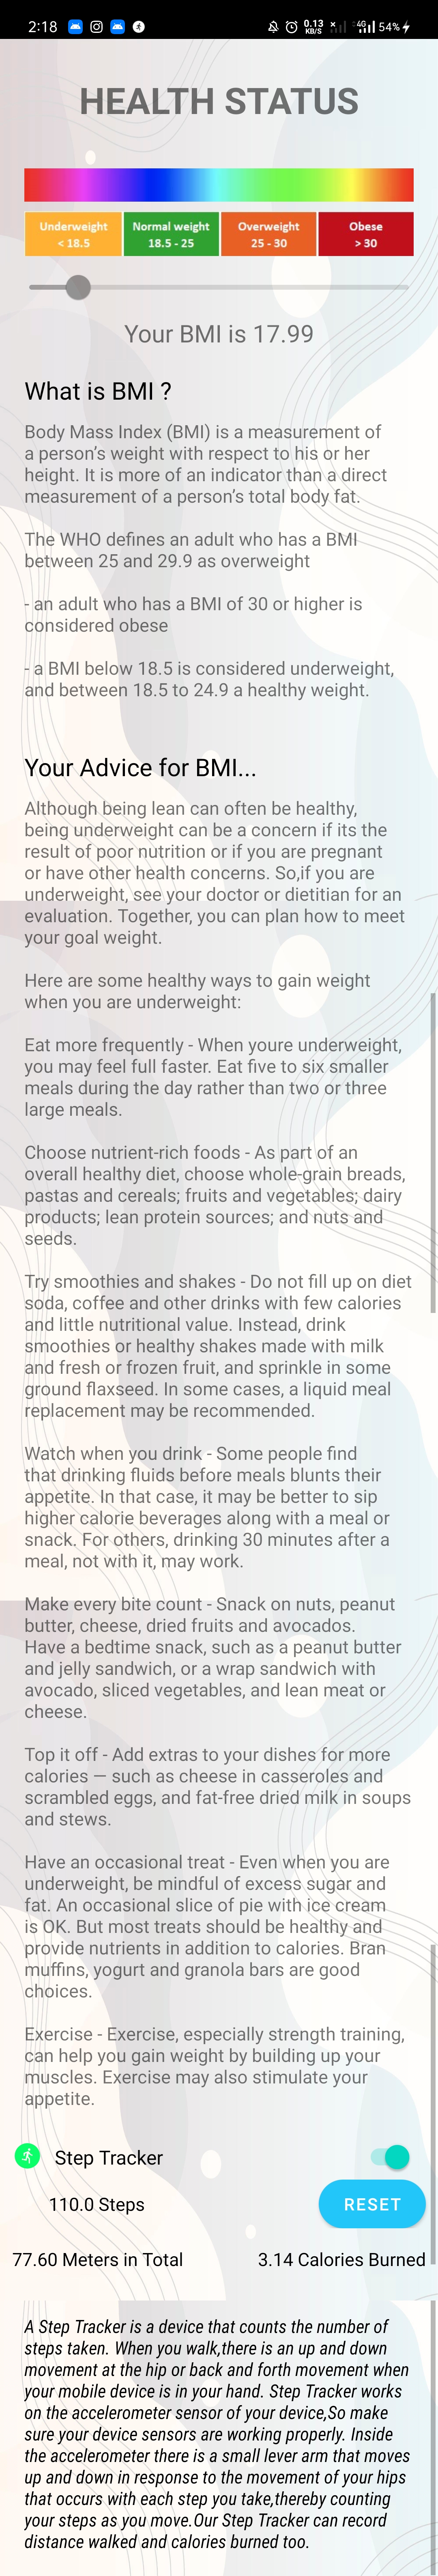 2:18
0.13
KB/S
4G
54%
HEALTH STATUS
Underweight Normal weight Overweight Obese
< 18.5 18.5 - 25 25 - 30 > 30
Your BMI is 17.99
What is BMI ?
Body Mass Index (BMI) is a measurement of
a person's weight with respect to his or her
height. It is more of an indicator than a direct
measurement of a person's total body fat.
The WHO defines an adult who has a BMI
between 25 and 29.9 as overweight
- an adult who has a BMI of 30 or higher is
considered obese
- a BMI below 18.5 is considered underweight,
and between 18.5 to 24.9 a healthy weight.
Your Advice for BMI...
Although being lean can often be healthy,
being underweight can be a concern if its the
result of poor nutrition or if you are pregnant
or have other health concerns. So,if you are
underweight, see your doctor or dietitian for an
evaluation. Together, you can plan how to meet
your goal weight.
Here are some healthy ways to gain weight
when you are underweight:
Eat more frequently - When youre underweight,
you may feel full faster. Eat five to six smaller
meals during the day rather than two or three
large meals.
Choose nutrient-rich foods - As part of an
overall healthy diet, choose whole-grain breads,
pastas and cereals; fruits and vegetables; dairy
products; lean protein sources; and nuts and
seeds.
Try smoothies and shakes - Do not fill up on diet
soda, coffee and other drinks with few calories
and little nutritional value. Instead, drink
smoothies or healthy shakes made with milk
and fresh or frozen fruit, and sprinkle in some
ground flaxseed. In some cases, a liquid meal
replacement may be recommended.
Watch when you drink - Some people find
that drinking fluids before meals blunts their
appetite. In that case, it may be better to sip
higher calorie beverages along with a meal or
snack. For others, drinking 30 minutes after a
meal, not with it, may work.
Make every bite count - Snack on nuts, peanut
butter, cheese, dried fruits and avocados.
Have a bedtime snack, such as a peanut butter
and jelly sandwich, or a wrap sandwich with
avocado, sliced vegetables, and lean meat or
cheese.
Top it off - Add extras to your dishes for more
calories — such as cheese in casseroles and
scrambled eggs, and fat-free dried milk in soups
and stews.
Have an occasional treat - Even when you are
underweight, be mindful of excess sugar and
fat. An occasional slice of pie with ice cream
is OK. But most treats should be healthy and
provide nutrients in addition to calories. Bran
muffins, yogurt and granola bars are good
choices.
Exercise - Exercise, especially strength training,
can help you gain weight by building up your
muscles. Exercise may also stimulate your
appetite.
Step Tracker
110.0 Steps
RESET
77.60 Meters in Total 3.14 Calories Burned
A Step Tracker is a device that counts the number of
steps taken. When you walk,there is an up and down
movement at the hip or back and forth movement when
your mobile device is in your hand. Step Tracker works
on the accelerometer sensor of your device,So make
sure your device sensors are working properly. Inside
the accelerometer there is a small lever arm that moves
up and down in response to the movement of your hips
that occurs with each step you take,thereby counting
your steps as you move.Our Step Tracker can record
distance walked and calories burned too.